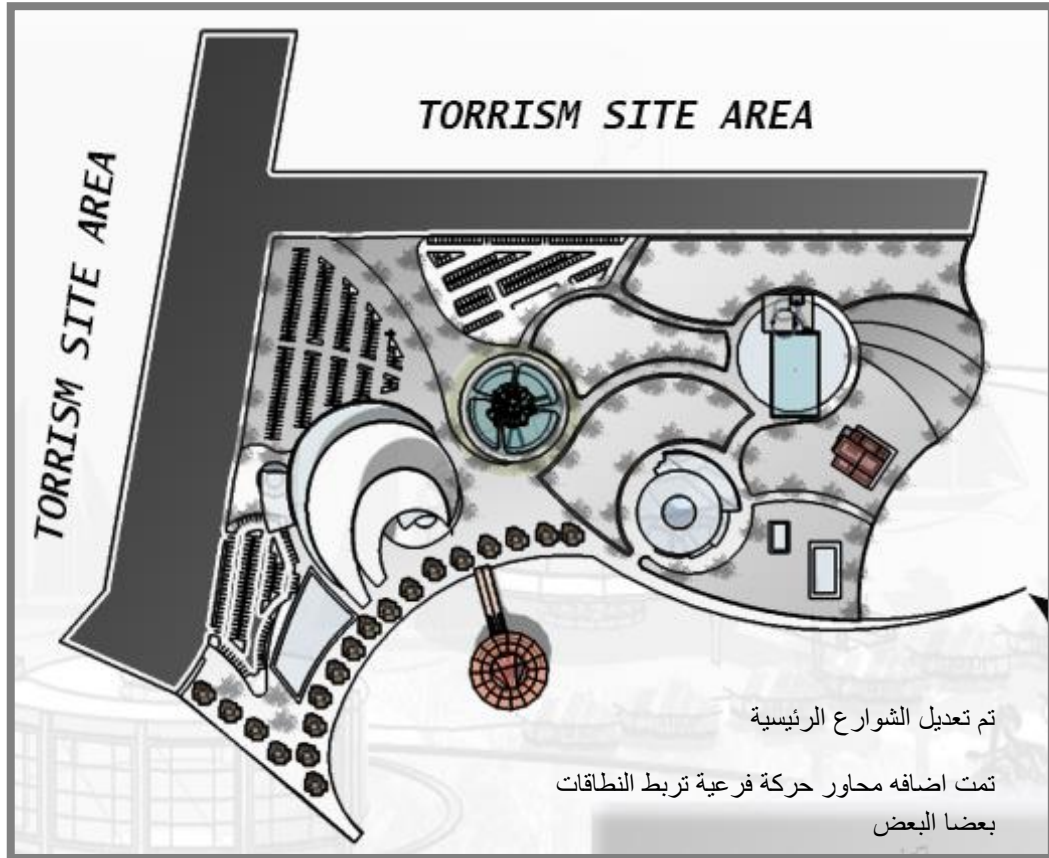 TORRISM SITE AREA
TORRISM SITE AREA
تم تعديل الشوارع الرئيسية
تمت اضافه محاور حركة فرعية تربط النطاقات
بعضا البعض